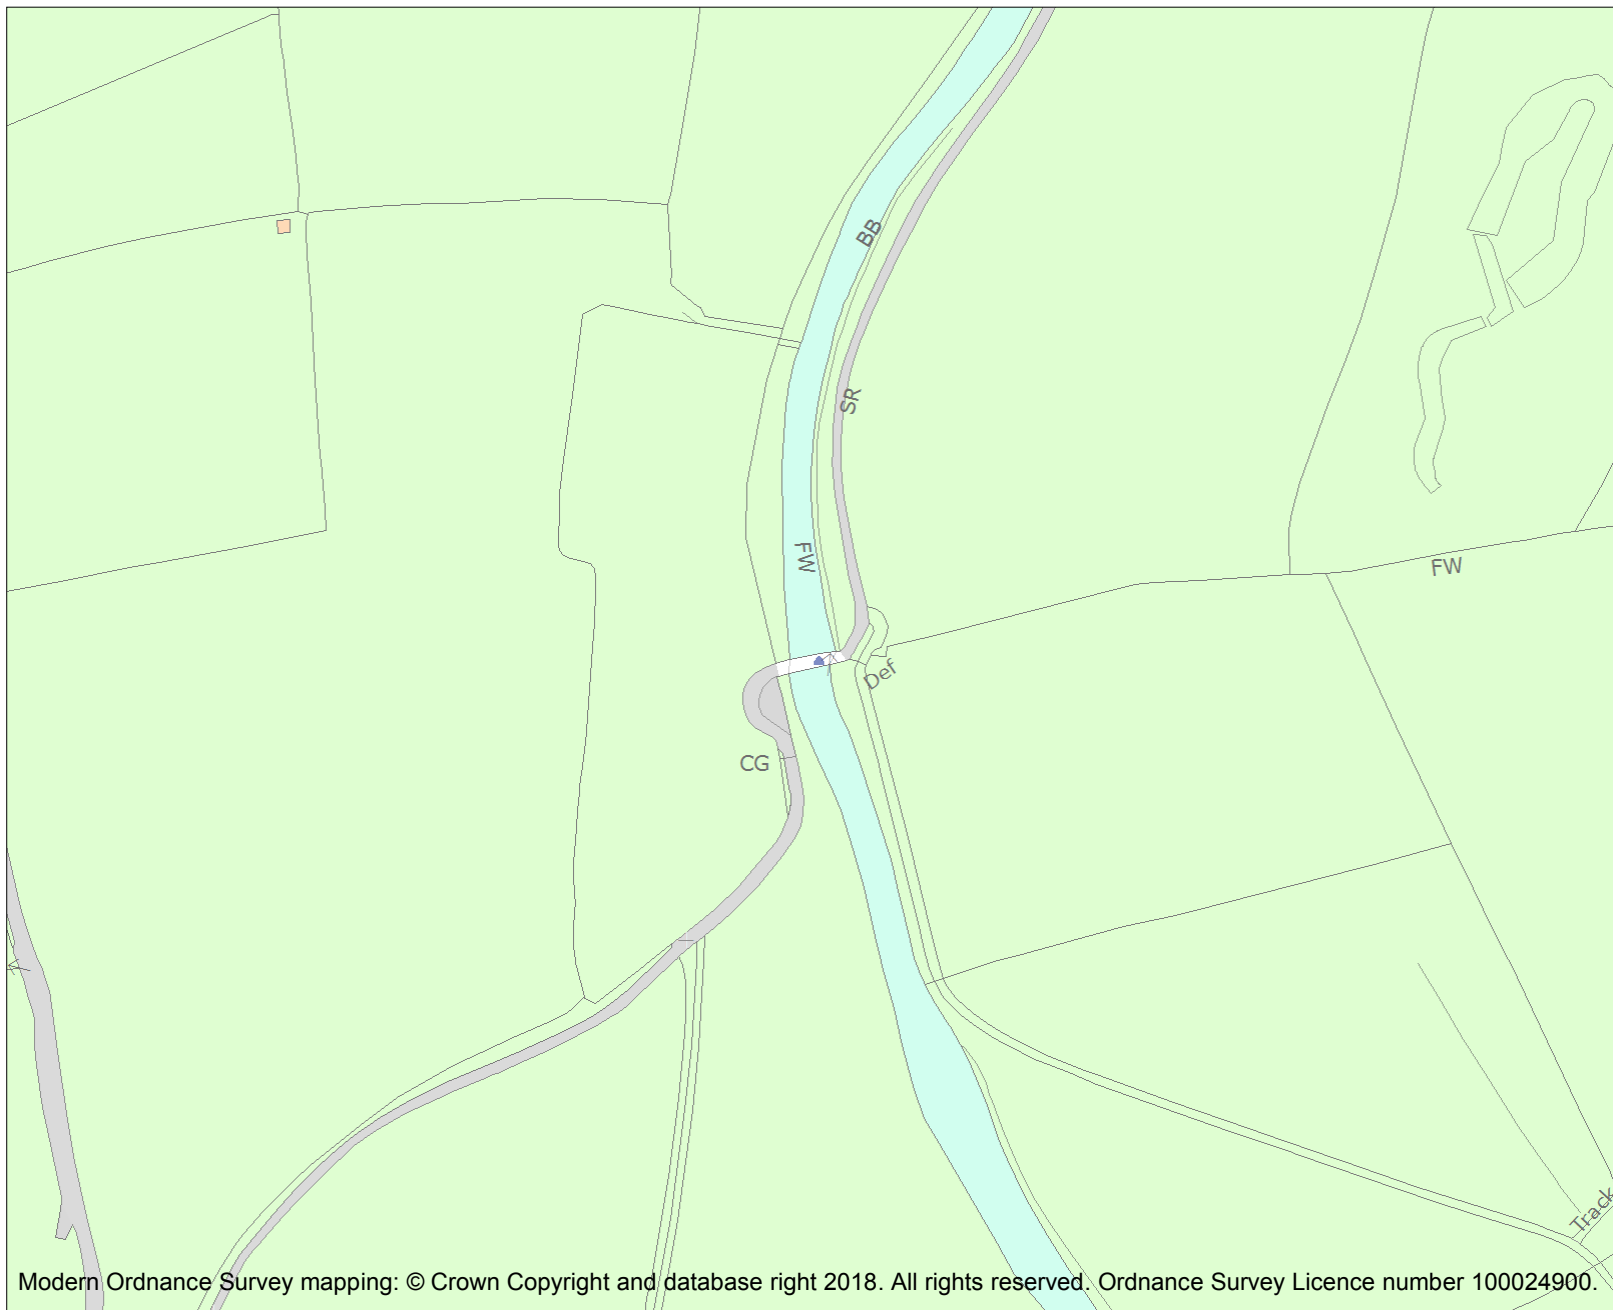 BB
SR
FW
FW
Def
CG
Track
Modern Ordnance Survey mapping: © Crown Copyright and database right 2018. All rights reserved. Ordnance Survey Licence number 100024900.